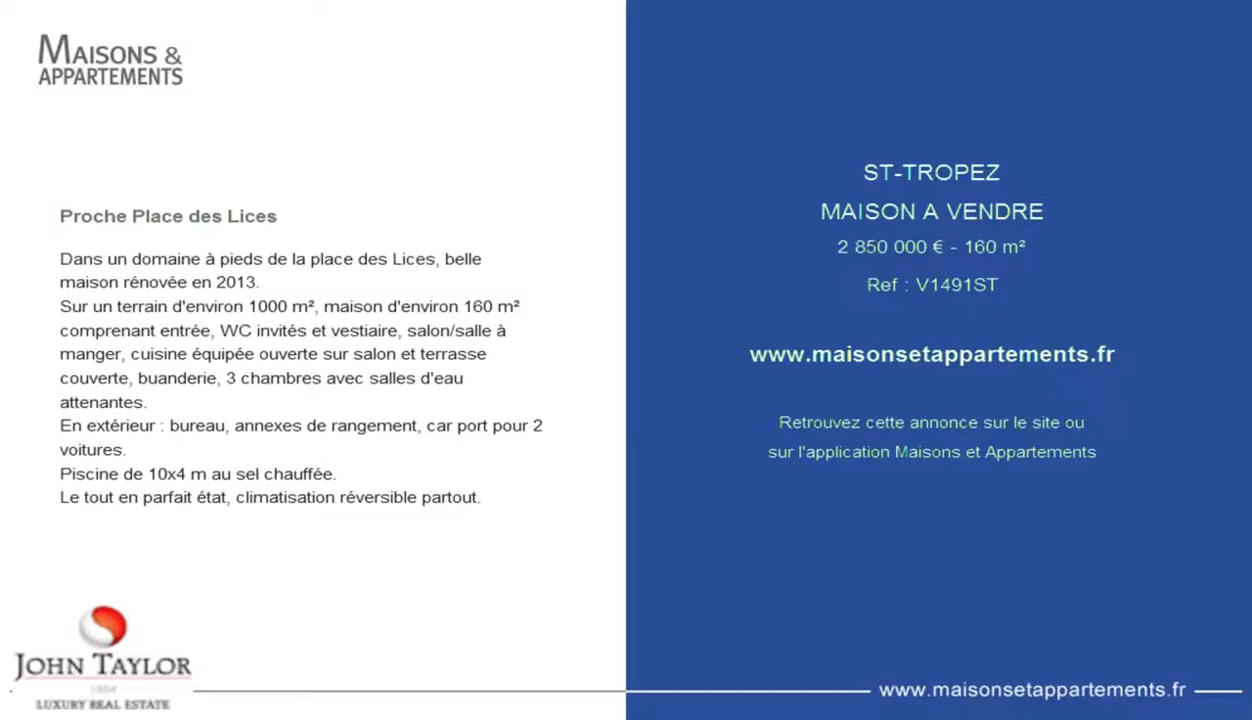 MAISONS &
APPARTEMENTS
Proche Place des Lices
Dans un domaine à pieds de la place des Lices, belle
maison rénovée en 2013.
Sur un terrain d'environ 1000 m², maison d'environ 160 m²
comprenant entrée, WC invités et vestiaire, salon/salle à
manger, cuisine équipée ouverte sur salon et terrasse
couverte, buanderie, 3 chambres avec salles d'eau
attenantes.
En extérieur : bureau, annexes de rangement, car port pour 2
voitures.
Piscine de 10x4 m au sel chauffée.
Le tout en parfait état, climatisation réversible partout.
JOHN TAYLOR
LUXURY REAL ESTATE
ST-TROPEZ
MAISON A VENDRE
2 850 000 € - 160 m²
Ref : V1491ST
www.maisonsetappartements.fr
Retrouvez cette annonce sur le site ou
sur l'application Maisons et Appartements
www.maisonsetappartements.fr